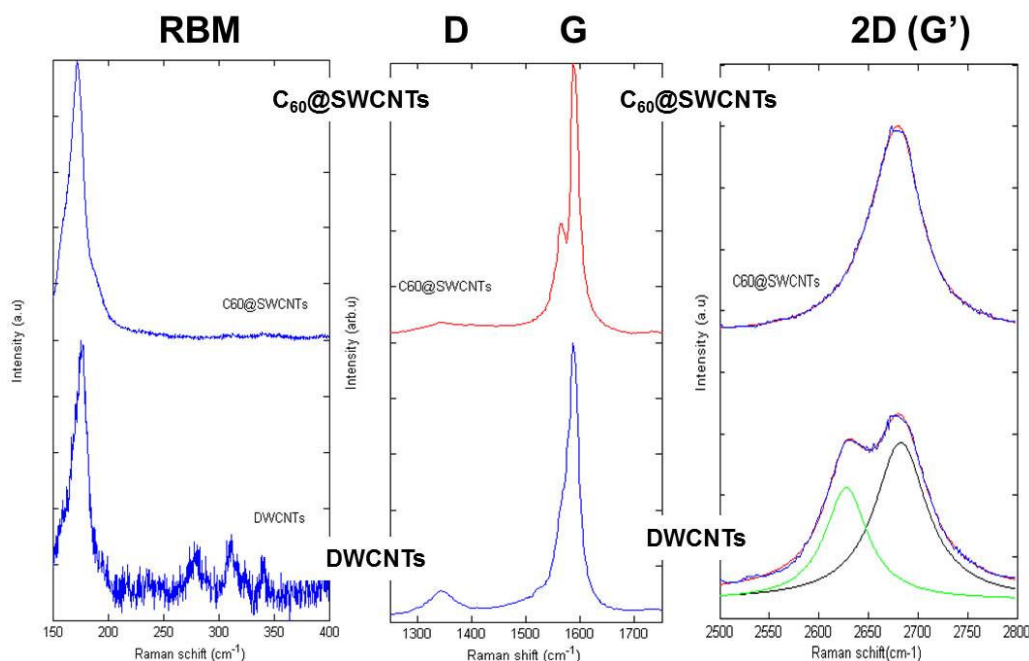 RBM
D
G
2D (G’)
C₆₀@SWCNTs
C₆₀@SWCNTs
C60@SWCNTs
C60@SWCNTs
C60@SWCNTs
Intensity (a.u)
Intensity (arb.u)
Intensity (a.u)
DWCNTs
DWCNTs
DWCNTs
150 200 250 300 350 400
Raman schift (cm-1)
1300 1400 1500 1600 1700
Raman shift (cm-1)
2500 2550 2600 2650 2700 2750 2800
Raman schift(cm-1)